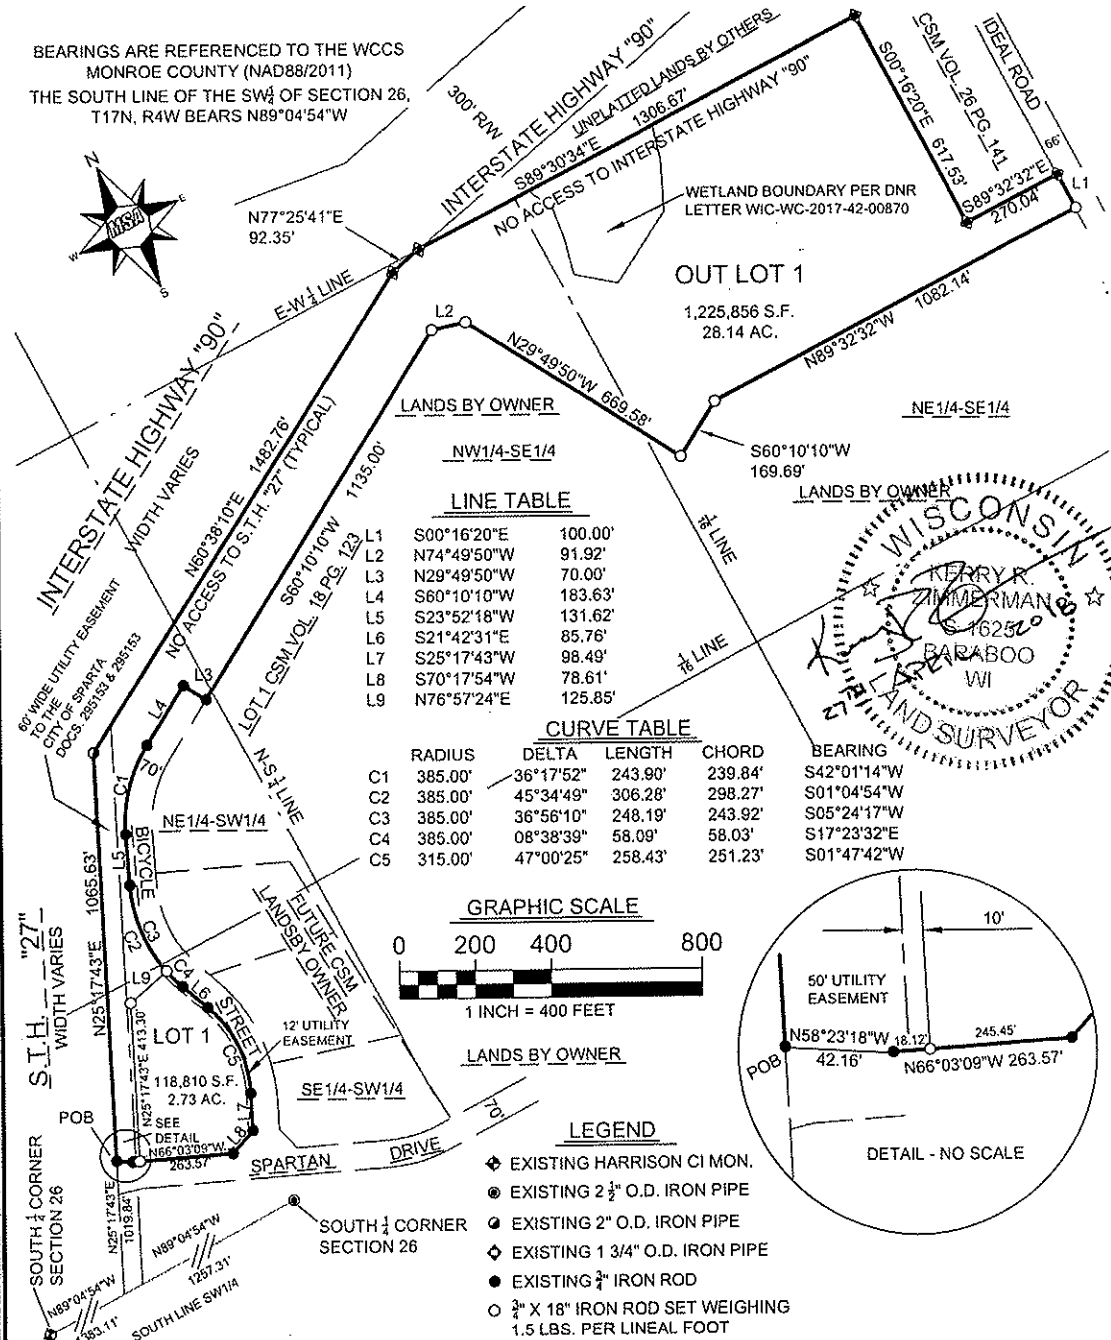 BEARINGS ARE REFERENCED TO THE WCCS
MONROE COUNTY (NAD88/2011)
THE SOUTH LINE OF THE SW¼ OF SECTION 26,
T17N, R4W BEARS N89°04'54"W
N
E
S
W
MSA
300' R/W
INTERSTATE HIGHWAY "90"
UNPLATTED LANDS BY OTHERS
S89°30'34"E 1306.67'
NO ACCESS TO INTERSTATE HIGHWAY "90"
S00°16'20"E 617.53'
CSM VOL. 26 PG. 141
IDEAL ROAD
66'
L1
S89°32'32"E
270.04'
WETLAND BOUNDARY PER DNR
LETTER WIC-WC-2017-42-00870
N77°25'41"E
92.35'
E-W ¼ LINE
OUT LOT 1
1,225,856 S.F.
28.14 AC.
1082.14'
N89°32'32"W
L2
N29°49'50"W 669.58'
INTERSTATE HIGHWAY "90"
WIDTH VARIES
N60°38'10"E 1482.76'
NO ACCESS TO S.T.H. "27" (TYPICAL)
1135.00'
S60°10'10"W
LOT 1 CSM VOL. 18 PG. 123
LANDS BY OWNER
NW1/4-SE1/4
NE1/4-SE1/4
S60°10'10"W
169.69'
LANDS BY OWNER
1/16 LINE
1/16 LINE
LINE TABLE
L1 S00°16'20"E 100.00'
L2 N74°49'50"W 91.92'
L3 N29°49'50"W 70.00'
L4 S60°10'10"W 183.63'
L5 S23°52'18"W 131.62'
L6 S21°42'31"E 85.76'
L7 S25°17'43"W 98.49'
L8 S70°17'54"W 78.61'
L9 N76°57'24"E 125.85'
WISCONSIN
KERRY R.
ZIMMERMAN
S-1625
BARABOO
WI
LAND SURVEYOR
CURVE TABLE
RADIUS DELTA LENGTH CHORD BEARING
C1 385.00' 36°17'52" 243.90' 239.84' S42°01'14"W
C2 385.00' 45°34'49" 306.28' 298.27' S01°04'54"W
C3 385.00' 36°56'10" 248.19' 243.92' S05°24'17"W
C4 385.00' 08°38'39" 58.09' 58.03' S17°23'32"E
C5 315.00' 47°00'25" 258.43' 251.23' S01°47'42"W
60' WIDE UTILITY EASEMENT
TO THE
CITY OF SPARTA
DOCS. 295153 & 295153
L3
L4
70'
C1
N-S ¼ LINE
NE1/4-SW1/4
BICYCLE
L5
1065.63'
N25°17'43"E
C2
C3
L9
C4
L6
STREET
C5
LANDSBY OWNER
FUTURE CSM
S.T.H. "27"
WIDTH VARIES
LOT 1
12' UTILITY
EASEMENT
118,810 S.F.
2.73 AC.
N25°17'43"E 413.30'
SE1/4-SW1/4
L7
L8
POB
SEE
DETAIL
N66°03'09"W
263.57'
SPARTAN DRIVE
70'
GRAPHIC SCALE
0 200 400 800
1 INCH = 400 FEET
LANDS BY OWNER
10'
50' UTILITY
EASEMENT
N58°23'18"W
42.16'
18.12'
245.45'
N66°03'09"W 263.57'
POB
DETAIL - NO SCALE
N25°17'43"E
1019.84'
SOUTH ¼ CORNER
SECTION 26
N89°04'54"W
1257.31'
N89°04'54"W
SOUTH LINE SW1/4
SOUTH ¼ CORNER
SECTION 26
LEGEND
EXISTING HARRISON CI MON.
EXISTING 2 ½" O.D. IRON PIPE
EXISTING 2" O.D. IRON PIPE
EXISTING 1 3/4" O.D. IRON PIPE
EXISTING ¾" IRON ROD
¾" X 18" IRON ROD SET WEIGHING
1.5 LBS. PER LINEAL FOOT